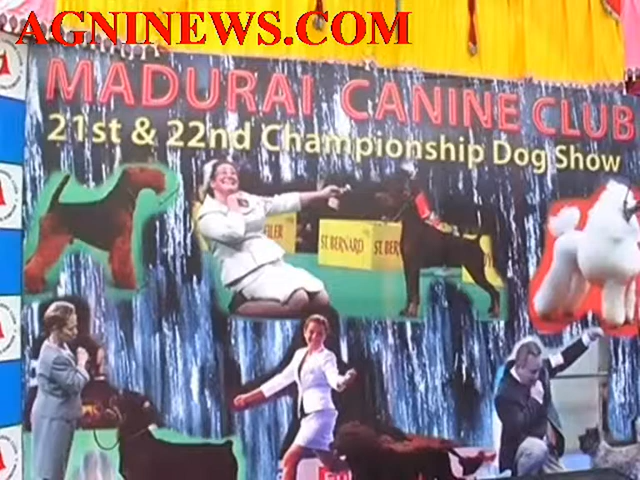 AGNINEWS.COM
MADURAI CANINE CLUB
21st & 22nd Championship Dog Show
ST. BERNARD